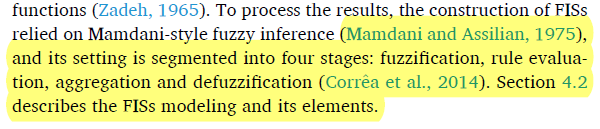 functions (Zadeh, 1965). To process the results, the construction of FISs
relied on Mamdani-style fuzzy inference (Mamdani and Assilian, 1975),
and its setting is segmented into four stages: fuzzification, rule evalua-
tion, aggregation and defuzzification (Corrêa et al., 2014). Section 4.2
describes the FISs modeling and its elements.